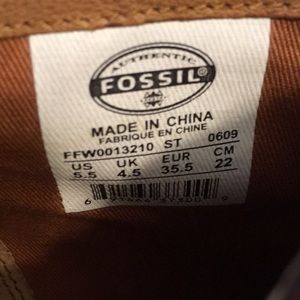 AUTHENTIC
FOSSIL®
MADE IN CHINA
FABRIQUE EN CHINE
FFW0013210 ST 0609
US UK EUR CM
5.5 4.5 35.5 22